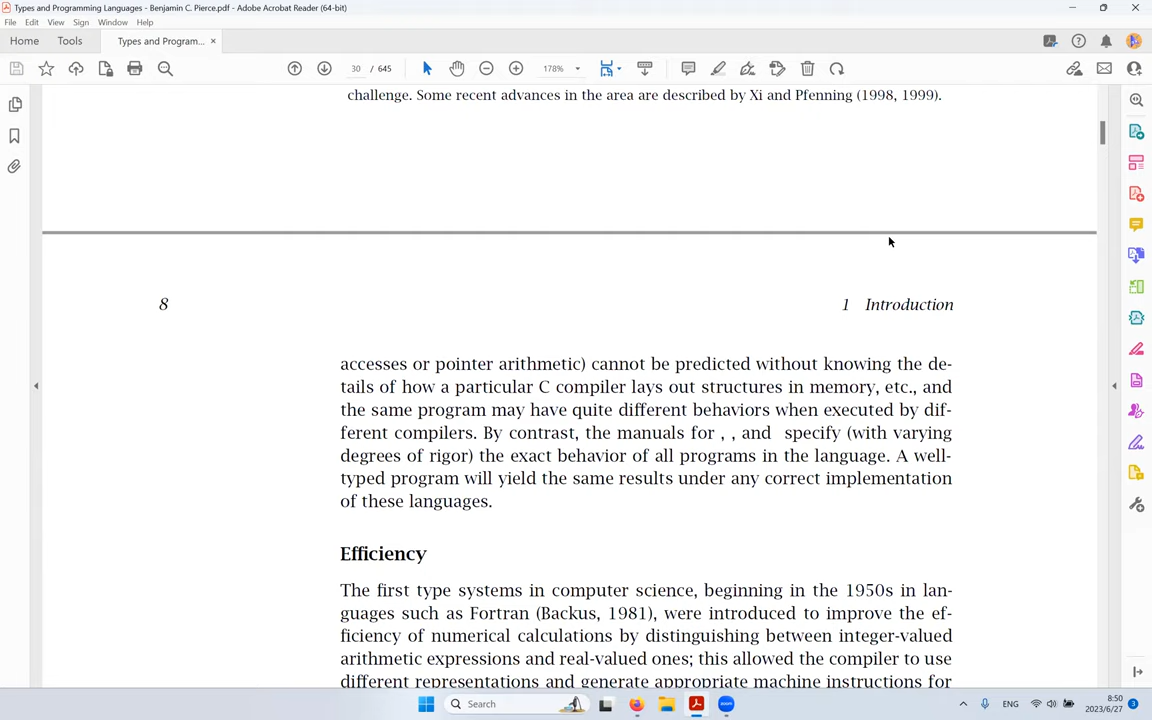 Types and Programming Languages - Benjamin C. Pierce.pdf - Adobe Acrobat Reader (64-bit)
File Edit View Sign Window Help
Home Tools Types and Program... ×
30 / 645 178%
challenge. Some recent advances in the area are described by Xi and Pfenning (1998, 1999).
8 1 Introduction
accesses or pointer arithmetic) cannot be predicted without knowing the de-
tails of how a particular C compiler lays out structures in memory, etc., and
the same program may have quite different behaviors when executed by dif-
ferent compilers. By contrast, the manuals for , , and specify (with varying
degrees of rigor) the exact behavior of all programs in the language. A well-
typed program will yield the same results under any correct implementation
of these languages.
Efficiency
The first type systems in computer science, beginning in the 1950s in lan-
guages such as Fortran (Backus, 1981), were introduced to improve the ef-
ficiency of numerical calculations by distinguishing between integer-valued
arithmetic expressions and real-valued ones; this allowed the compiler to use
different representations and generate appropriate machine instructions for
Search
ENG
8:50
2023/6/27
3